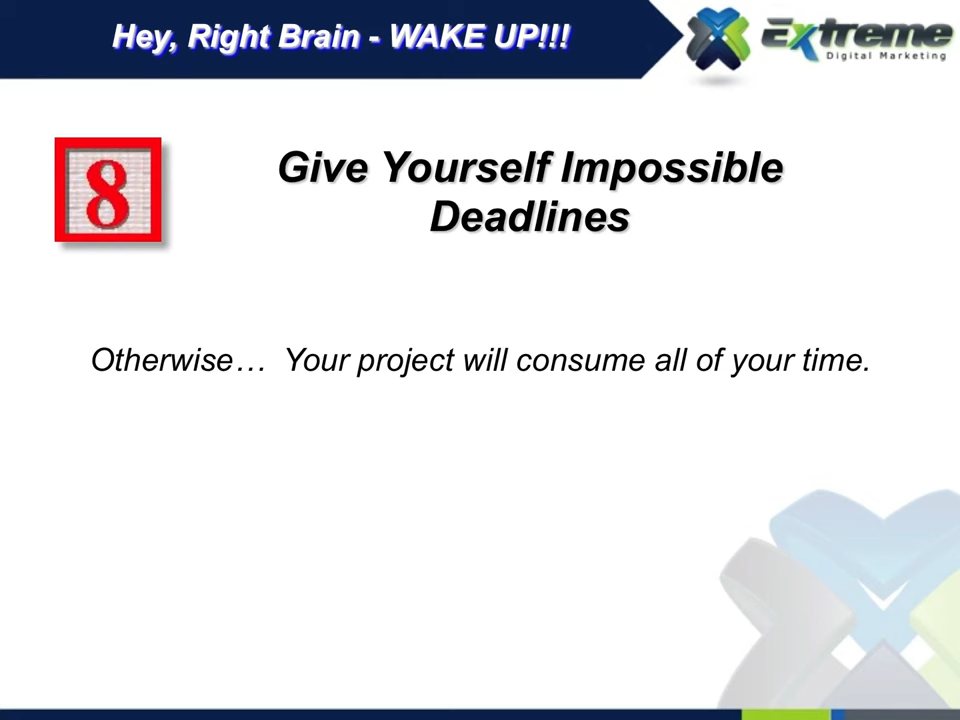 Hey, Right Brain - WAKE UP!!!
Extreme
Digital Marketing
8
Give Yourself Impossible
Deadlines
Otherwise… Your project will consume all of your time.